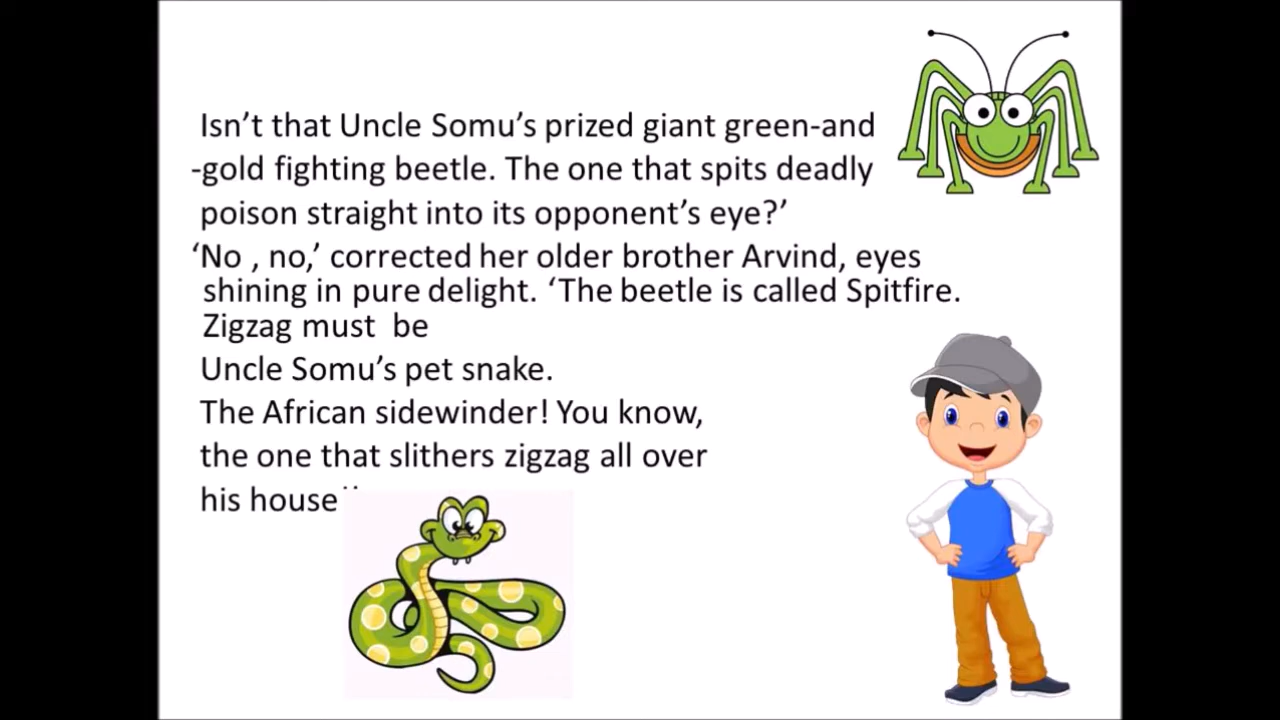 Isn’t that Uncle Somu’s prized giant green-and
-gold fighting beetle. The one that spits deadly
poison straight into its opponent’s eye?’
‘No , no,’ corrected her older brother Arvind, eyes
shining in pure delight. ‘The beetle is called Spitfire.
Zigzag must  be
Uncle Somu’s pet snake.
The African sidewinder! You know,
the one that slithers zigzag all over
his house